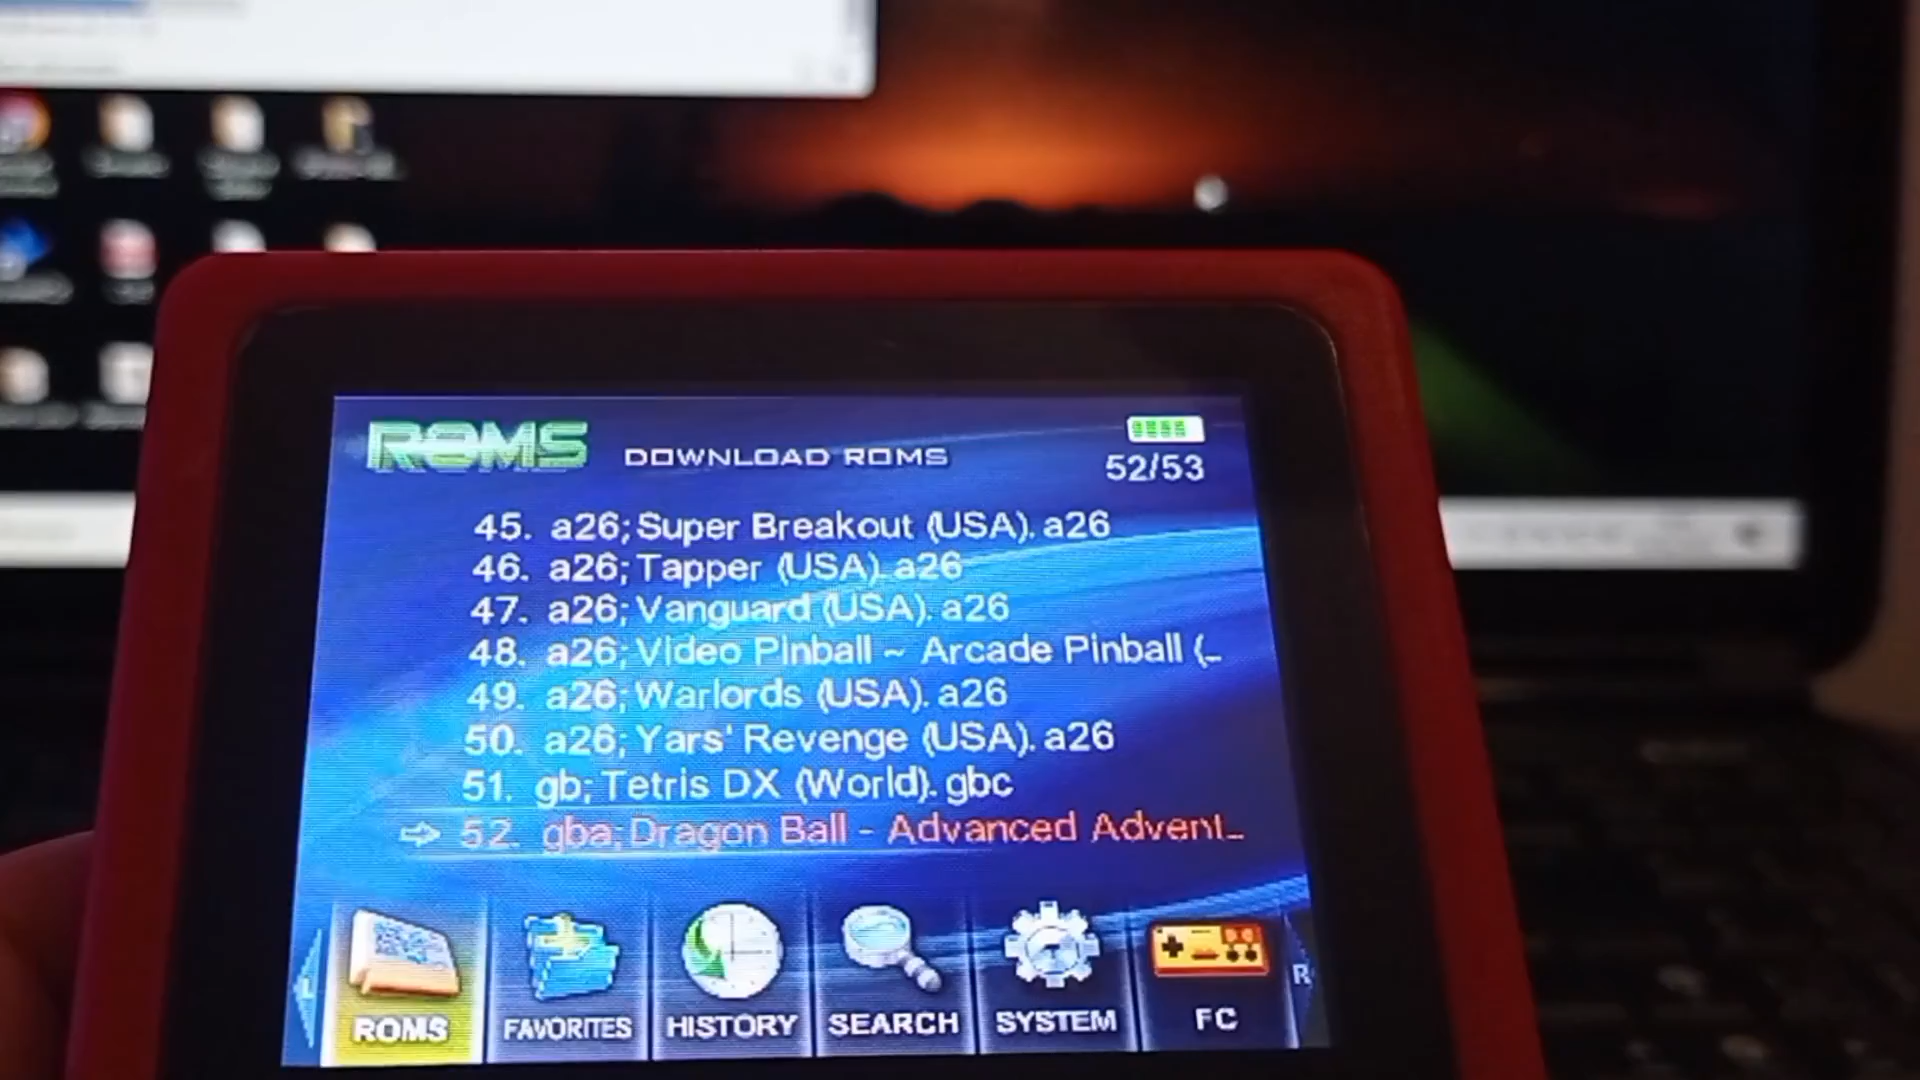 ROMS DOWNLOAD ROMS
52/53
45. a26;Super Breakout (USA).a26
46. a26;Tapper (USA).a26
47. a26;Vanguard (USA).a26
48. a26;Video Pinball ~ Arcade Pinball (...
49. a26;Warlords (USA).a26
50. a26;Yars' Revenge (USA).a26
51. gb;Tetris DX (World).gbc
52. gba;Dragon Ball - Advanced Advent...
ROMS FAVORITES HISTORY SEARCH SYSTEM FC R